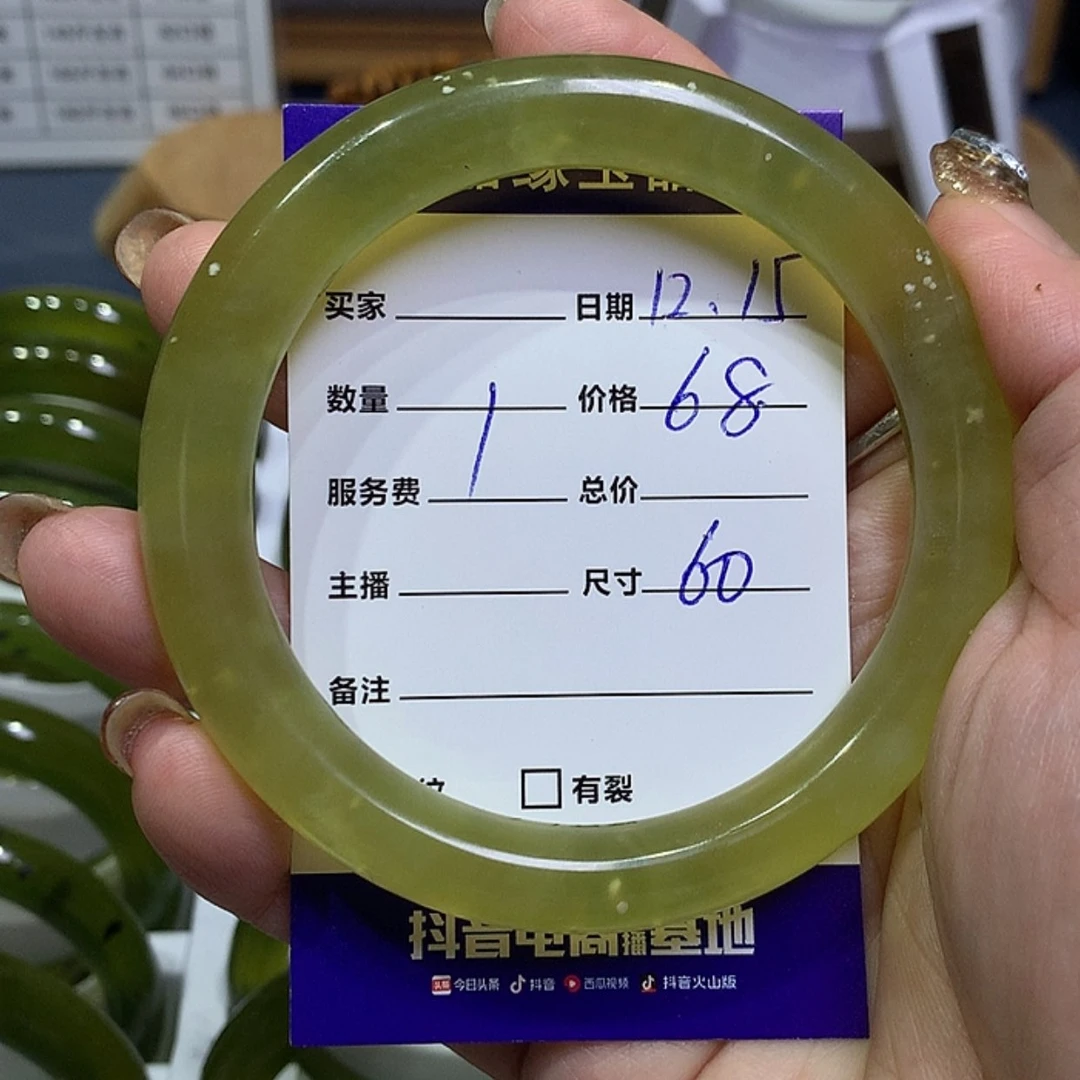 买家 日期 12.15
数量 1 价格 68
服务费 总价
主播 尺寸 60
备注
有裂
抖音电商播基地
头条 今日头条 抖音 西瓜视频 抖音火山版